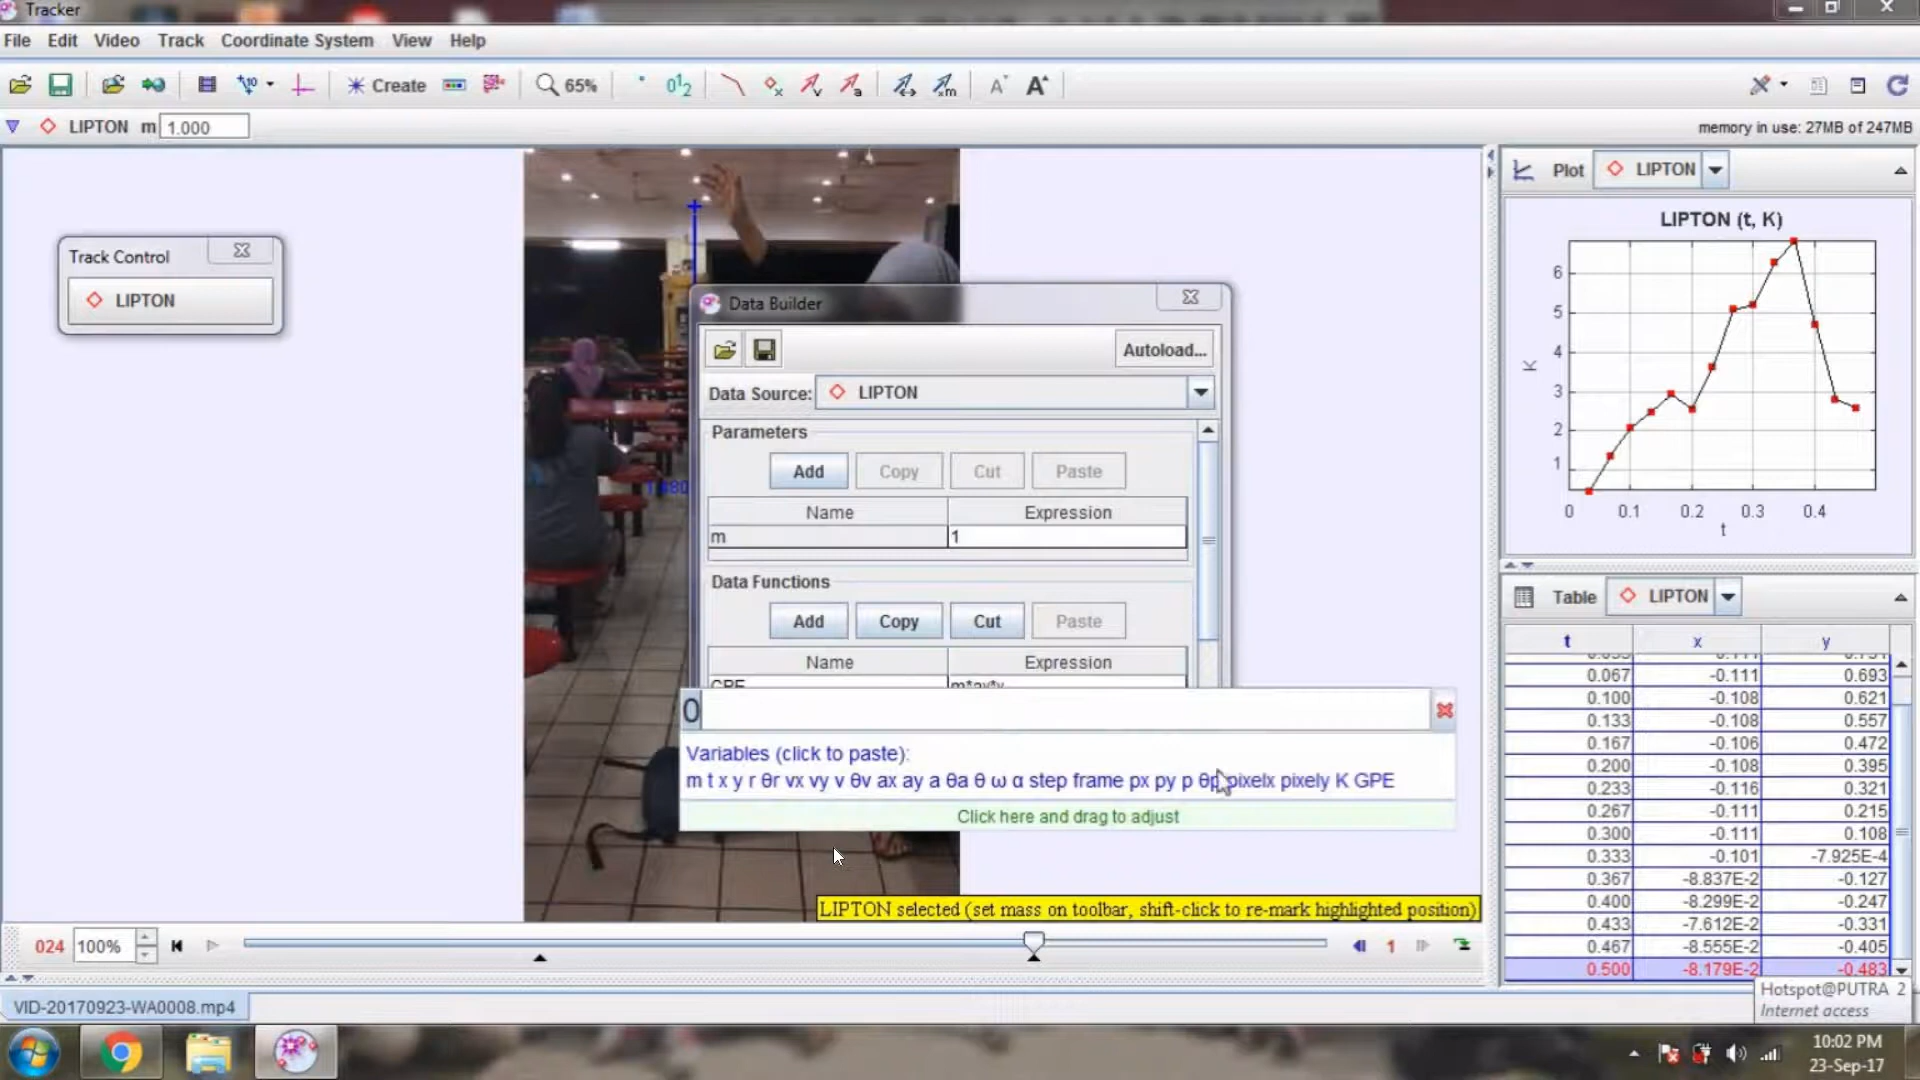 Tracker
File Edit Video Track Coordinate System View Help
Create 65%
LIPTON m 1.000
memory in use: 27MB of 247MB
Track Control
LIPTON
Data Builder
Autoload...
Data Source: LIPTON
Parameters
Add Copy Cut Paste
Name Expression
m 1
Data Functions
Add Copy Cut Paste
Name Expression
GPE m*ay*y
0
Variables (click to paste):
m t x y r θr vx vy v θv ax ay a θa θ ω α step frame px py p θp pixelx pixely K GPE
Click here and drag to adjust
LIPTON selected (set mass on toolbar, shift-click to re-mark highlighted position)
Plot LIPTON
LIPTON (t, K)
6
5
4
3
2
1
K
0 0.1 0.2 0.3 0.4
t
Table LIPTON
t x y
0.067 -0.111 0.693
0.100 -0.108 0.621
0.133 -0.108 0.557
0.167 -0.106 0.472
0.200 -0.108 0.395
0.233 -0.116 0.321
0.267 -0.111 0.215
0.300 -0.111 0.108
0.333 -0.101 -7.925E-4
0.367 -8.837E-2 -0.127
0.400 -8.299E-2 -0.247
0.433 -7.612E-2 -0.331
0.467 -8.555E-2 -0.405
0.500 -8.179E-2 -0.483
024 100% 1
VID-20170923-WA0008.mp4
Hotspot@PUTRA 2
Internet access
10:02 PM
23-Sep-17